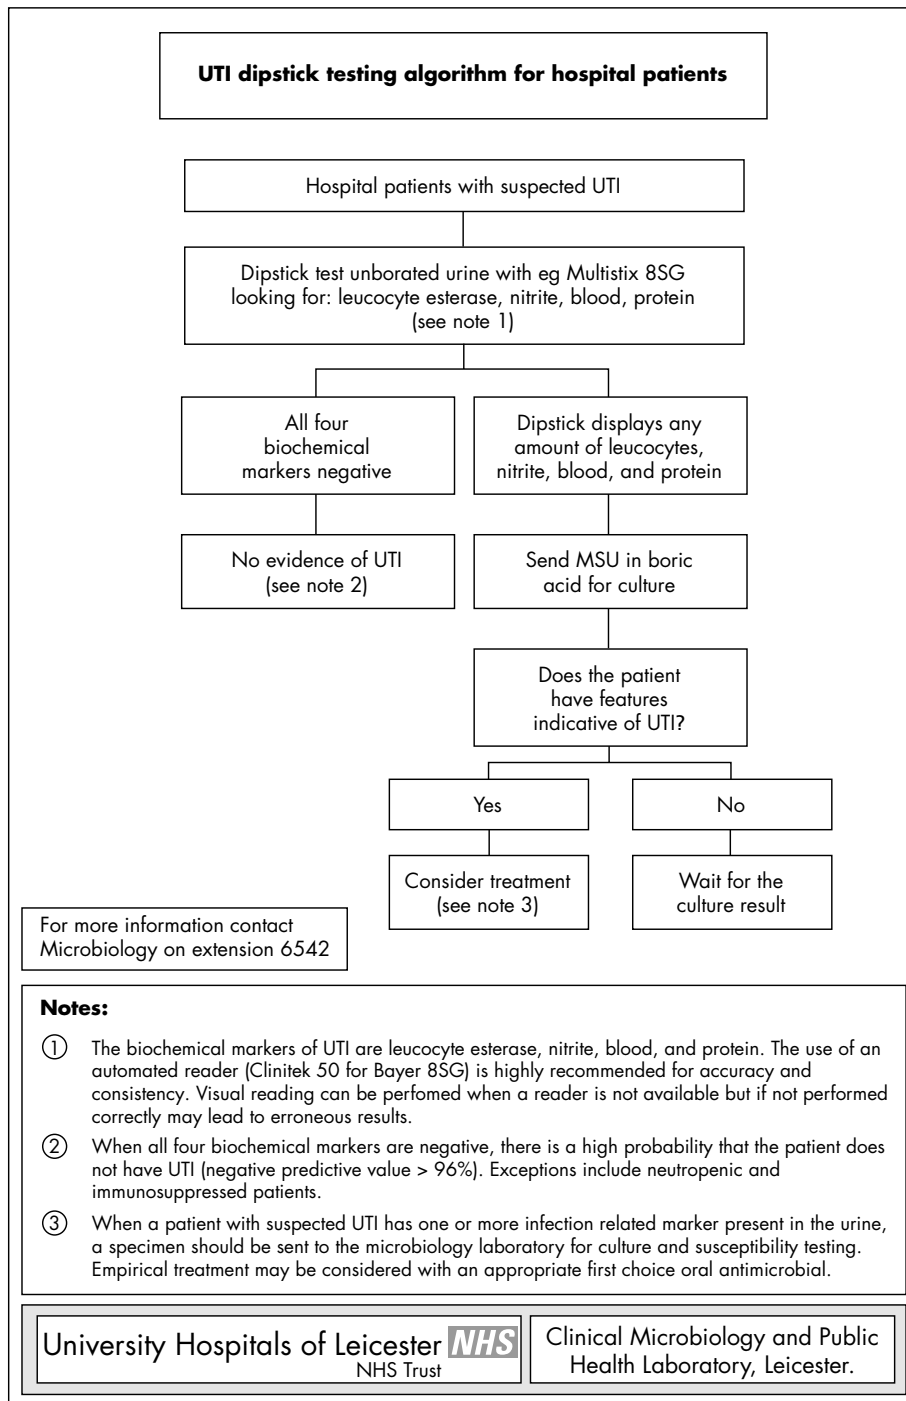 UTI dipstick testing algorithm for hospital patients
Hospital patients with suspected UTI
Dipstick test unborated urine with eg Multistix 8SG
looking for: leucocyte esterase, nitrite, blood, protein
(see note 1)
All four
biochemical
markers negative
Dipstick displays any
amount of leucocytes,
nitrite, blood, and protein
No evidence of UTI
(see note 2)
Send MSU in boric
acid for culture
Does the patient
have features
indicative of UTI?
Yes
No
Consider treatment
(see note 3)
Wait for the
culture result
For more information contact
Microbiology on extension 6542
Notes:
1 The biochemical markers of UTI are leucocyte esterase, nitrite, blood, and protein. The use of an
automated reader (Clinitek 50 for Bayer 8SG) is highly recommended for accuracy and
consistency. Visual reading can be perfomed when a reader is not available but if not performed
correctly may lead to erroneous results.
2 When all four biochemical markers are negative, there is a high probability that the patient does
not have UTI (negative predictive value > 96%). Exceptions include neutropenic and
immunosuppressed patients.
3 When a patient with suspected UTI has one or more infection related marker present in the urine,
a specimen should be sent to the microbiology laboratory for culture and susceptibility testing.
Empirical treatment may be considered with an appropriate first choice oral antimicrobial.
University Hospitals of Leicester NHS
NHS Trust
Clinical Microbiology and Public
Health Laboratory, Leicester.